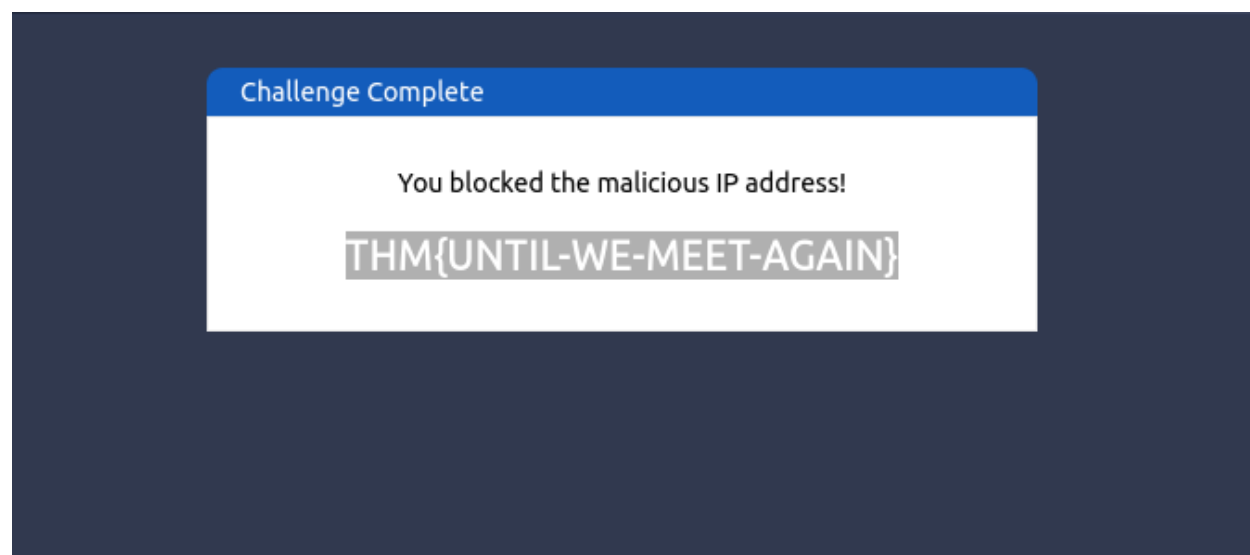 Challenge Complete
You blocked the malicious IP address!
THM{UNTIL-WE-MEET-AGAIN}